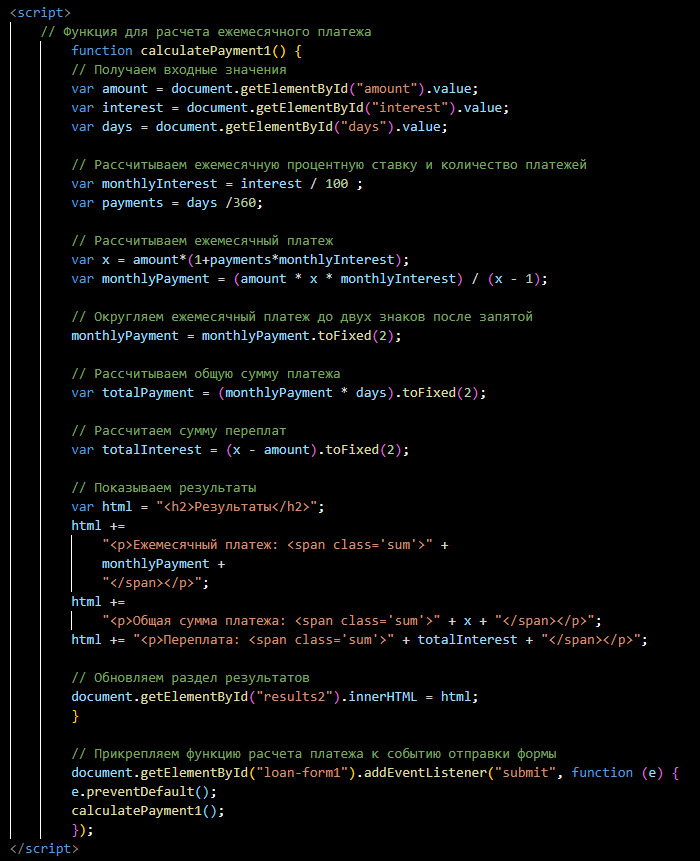 <script>
// Функция для расчета ежемесячного платежа
function calculatePayment1() {
// Получаем входные значения
var amount = document.getElementById("amount").value;
var interest = document.getElementById("interest").value;
var days = document.getElementById("days").value;
// Рассчитываем ежемесячную процентную ставку и количество платежей
var monthlyInterest = interest / 100 ;
var payments = days /360;
// Рассчитываем ежемесячный платеж
var x = amount*(1+payments*monthlyInterest);
var monthlyPayment = (amount * x * monthlyInterest) / (x - 1);
// Округляем ежемесячный платеж до двух знаков после запятой
monthlyPayment = monthlyPayment.toFixed(2);
// Рассчитываем общую сумму платежа
var totalPayment = (monthlyPayment * days).toFixed(2);
// Рассчитаем сумму переплат
var totalInterest = (x - amount).toFixed(2);
// Показываем результаты
var html = "<h2>Результаты</h2>";
html +=
"<p>Ежемесячный платеж: <span class='sum'>" +
monthlyPayment +
"</span></p>";
html +=
"<p>Общая сумма платежа: <span class='sum'>" + x + "</span></p>";
html += "<p>Переплата: <span class='sum'>" + totalInterest + "</span></p>";
// Обновляем раздел результатов
document.getElementById("results2").innerHTML = html;
}
// Прикрепляем функцию расчета платежа к событию отправки формы
document.getElementById("loan-form1").addEventListener("submit", function (e) {
e.preventDefault();
calculatePayment1();
});
</script>